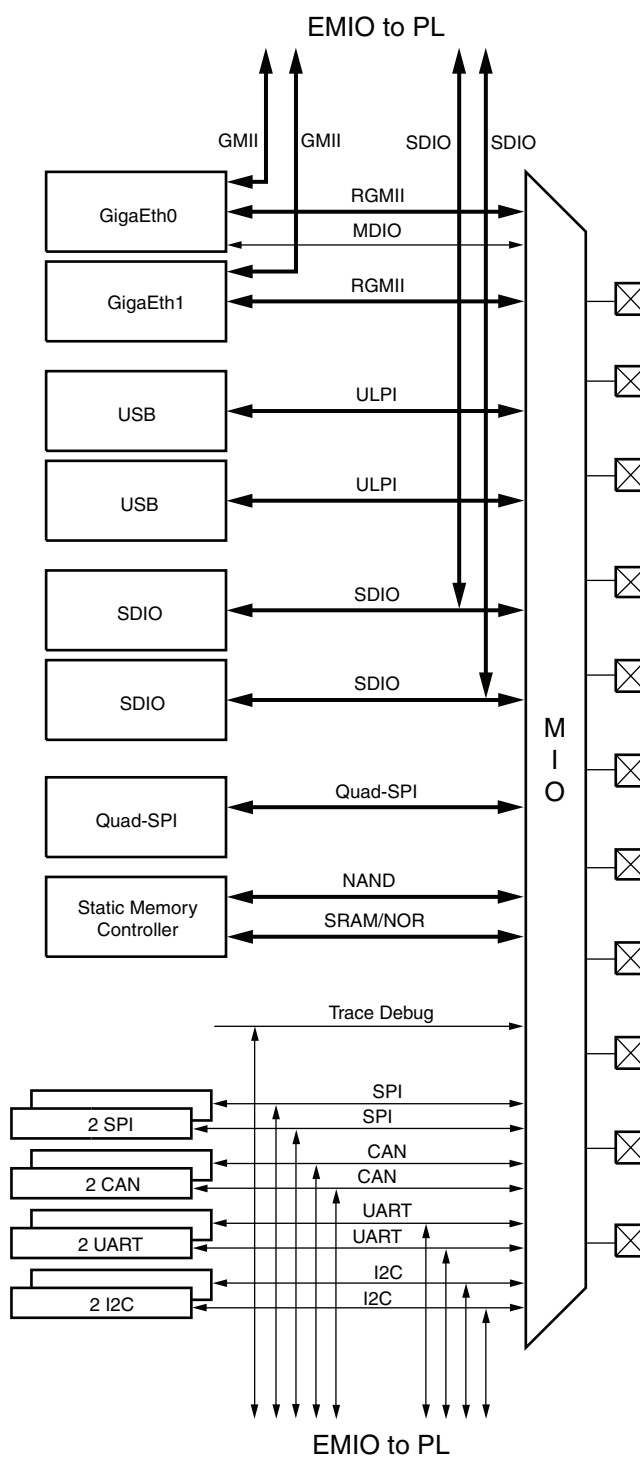 EMIO to PL
GMII
GMII
SDIO
SDIO
GigaEth0
RGMII
MDIO
GigaEth1
RGMII
USB
ULPI
USB
ULPI
SDIO
SDIO
SDIO
SDIO
M
I
O
Quad-SPI
Quad-SPI
Static Memory
Controller
NAND
SRAM/NOR
Trace Debug
SPI
2 SPI
SPI
CAN
2 CAN
CAN
UART
2 UART
UART
I2C
2 I2C
I2C
EMIO to PL